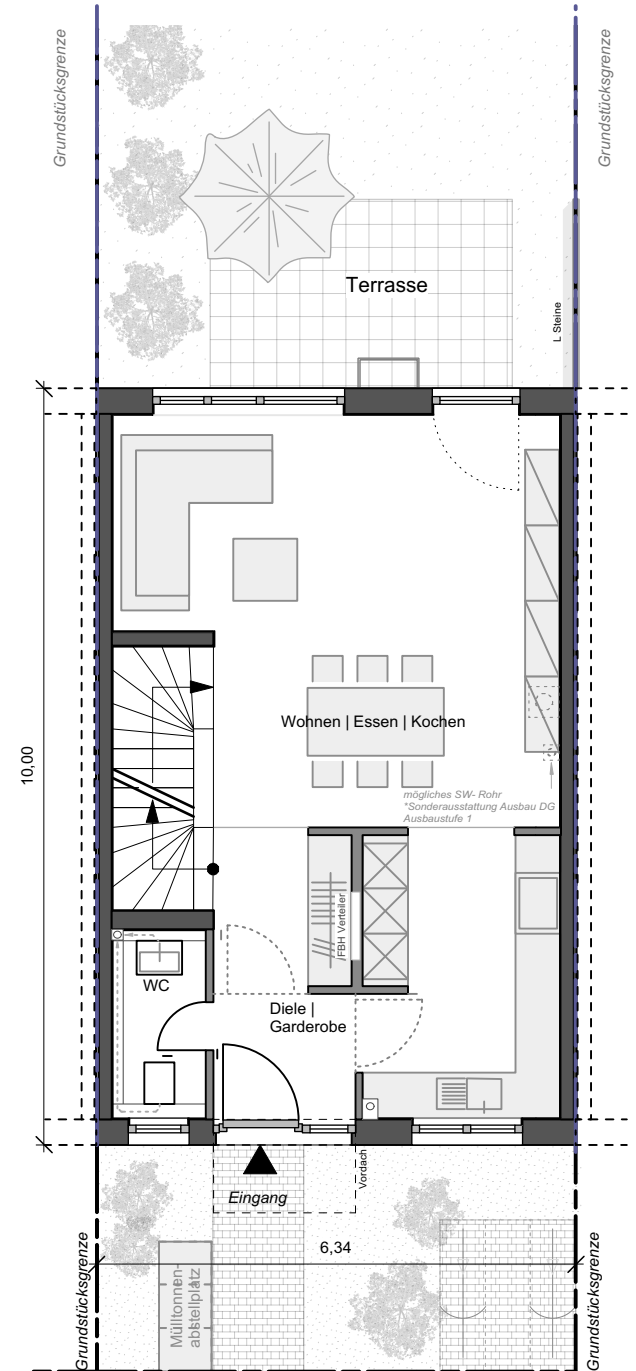 Grundstücksgrenze
Grundstücksgrenze
Terrasse
L Steine
10,00
Wohnen | Essen | Kochen
mögliches SW- Rohr
*Sonderausstattung Ausbau DG
Ausbaustufe 1
FBH Verteiler
WC
Diele |
Garderobe
Vordach
Eingang
6,34
Mülltonnen-
abstellplatz
Grundstücksgrenze
Grundstücksgrenze